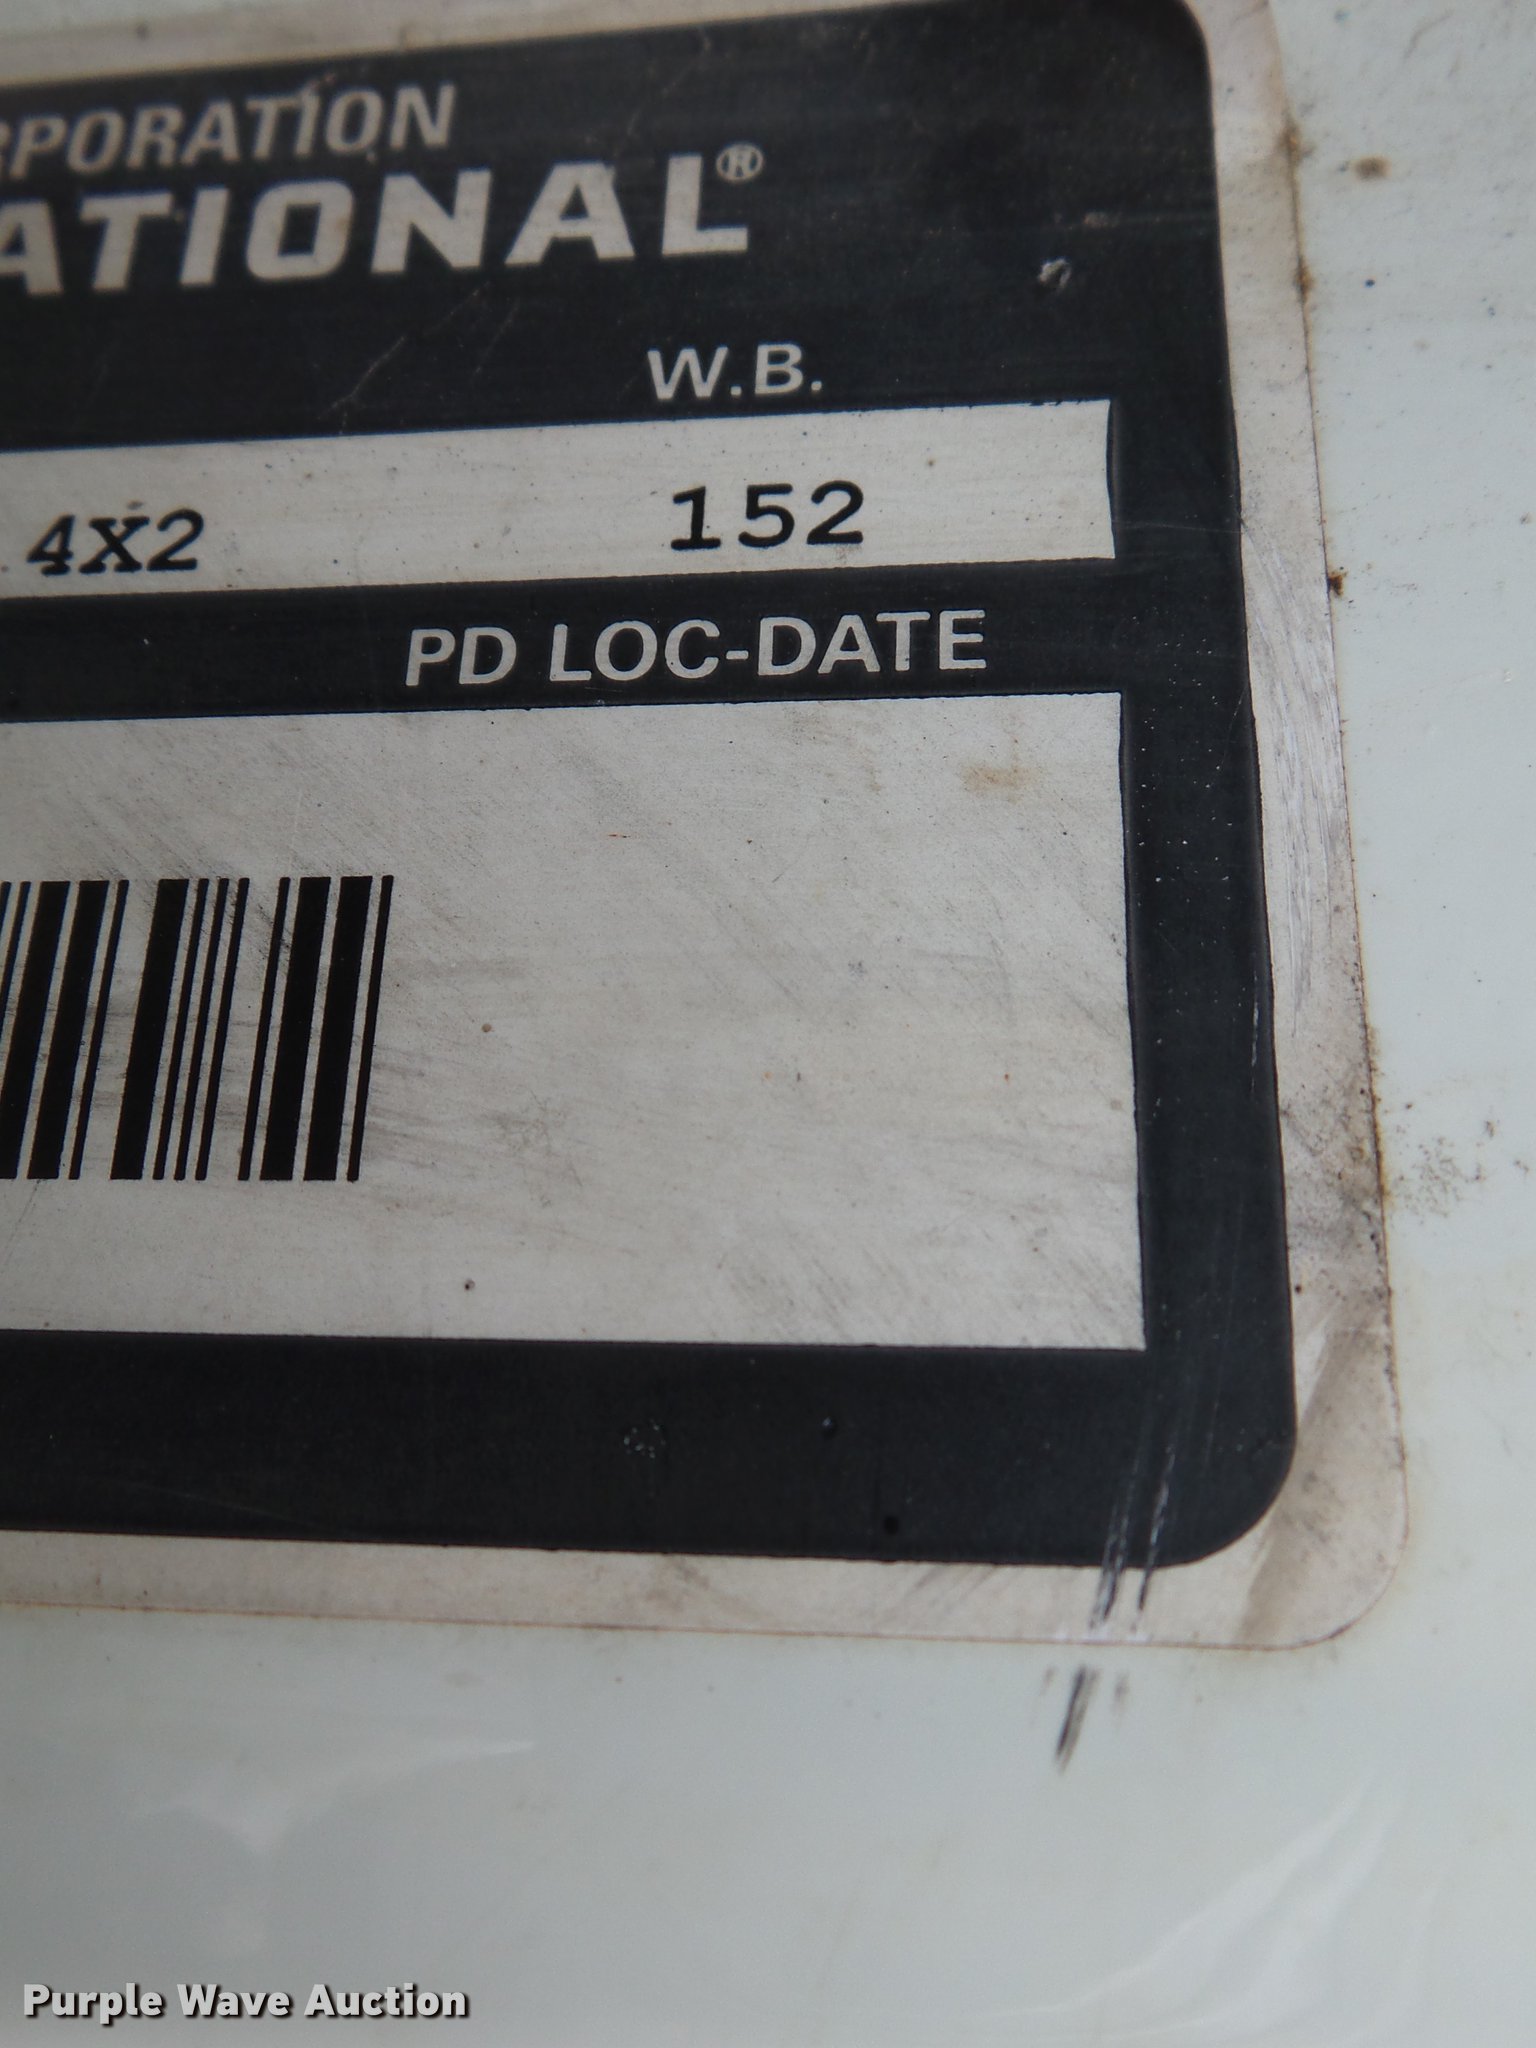 RPORATION
ATIONAL®
W.B.
4X2 152
PD LOC-DATE
Purple Wave Auction